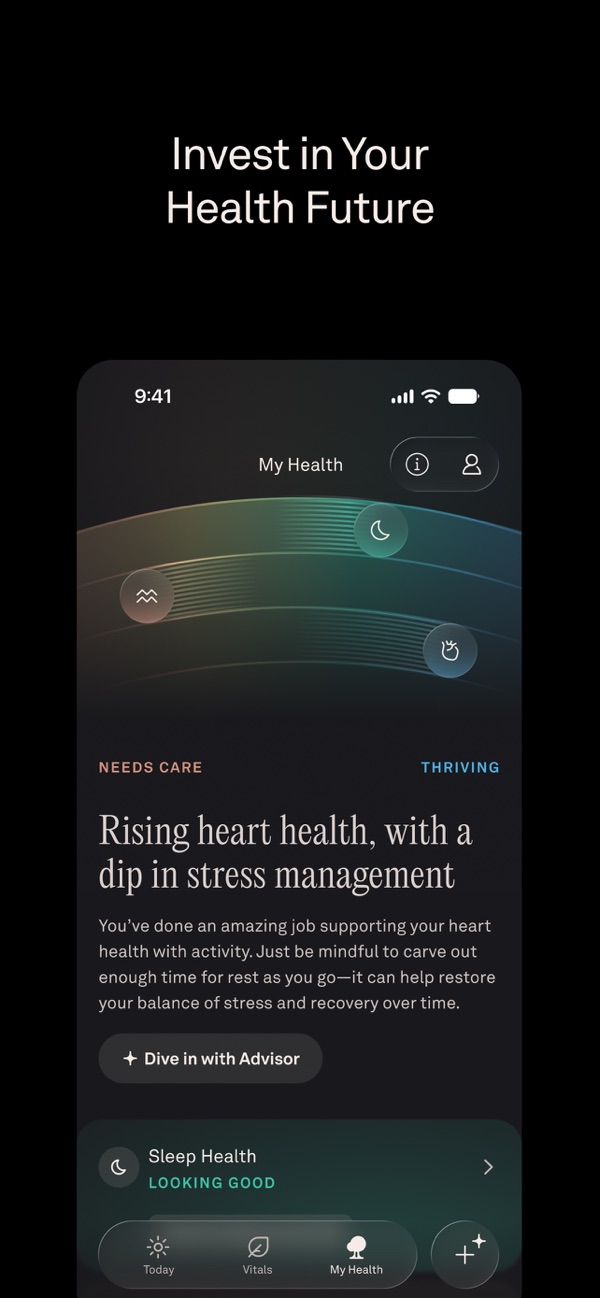 Invest in Your
Health Future
9:41
My Health
NEEDS CARE
THRIVING
Rising heart health, with a
dip in stress management
You’ve done an amazing job supporting your heart
health with activity. Just be mindful to carve out
enough time for rest as you go—it can help restore
your balance of stress and recovery over time.
Dive in with Advisor
Sleep Health
LOOKING GOOD
Today
Vitals
My Health